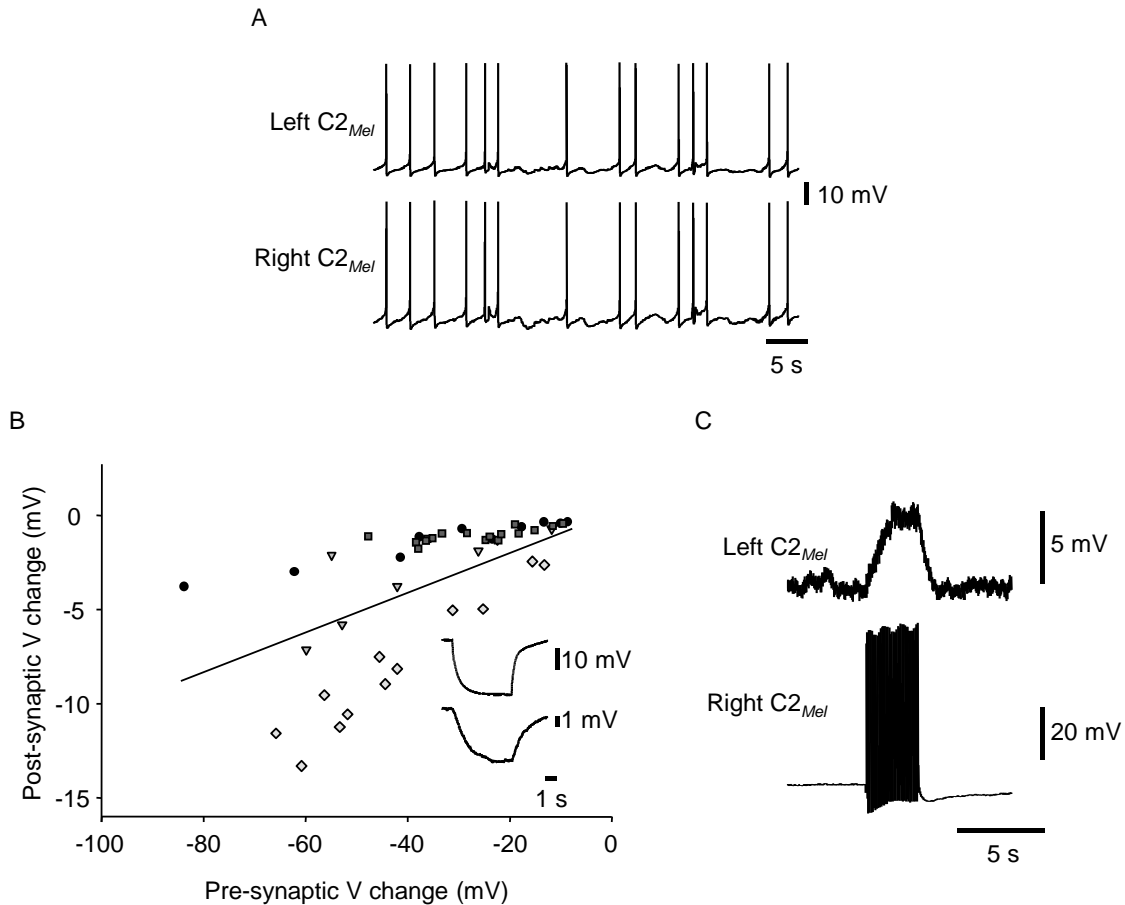 A
Left C2Mel
10 mV
Right C2Mel
5 s
B
Post-synaptic V change (mV)
0
-5
-10
-15
10 mV
1 mV
1 s
-100
-80
-60
-40
-20
0
Pre-synaptic V change (mV)
C
Left C2Mel
5 mV
Right C2Mel
20 mV
5 s